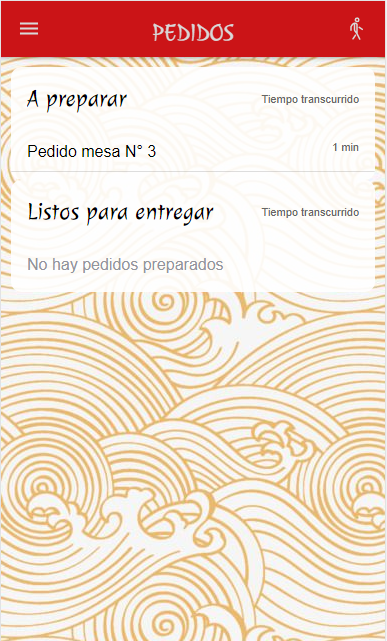 PEDIDOS
A preparar
Tiempo transcurrido
Pedido mesa N° 3
1 min
Listos para entregar
Tiempo transcurrido
No hay pedidos preparados